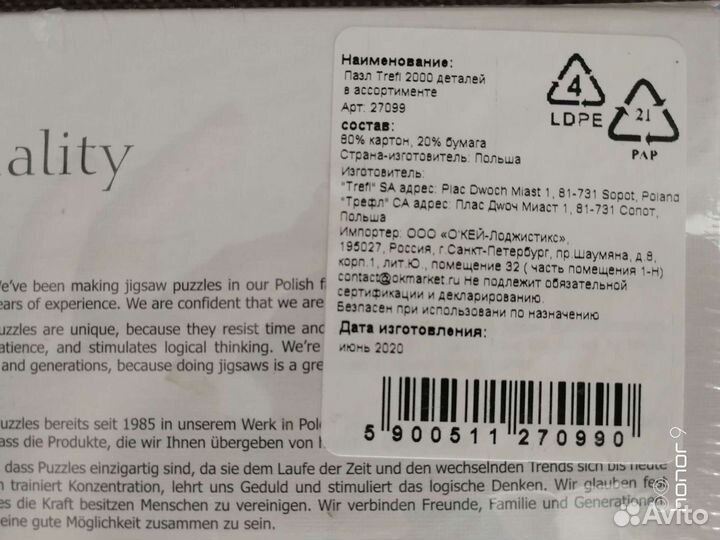 ality
We've been making jigsaw puzzles in our Polish f
ears of experience. We are confident that we are
uzzles are unique, because they resist time and
atience, and stimulates logical thinking. We're
and generations, because doing jigsaws is a grea
uzzles bereits seit 1985 in unserem Werk in Pole
ass die Produkte, die wir Ihnen übergeben von h
dass Puzzles einzigartig sind, da sie dem Laufe der Zeit und den wechselnden Trends sich bis heute
n trainiert Konzentration, lehrt uns Geduld und stimuliert das logische Denken. Wir glauben fes
es die Kraft besitzen Menschen zu vereinigen. Wir verbinden Freunde, Familie und Generationen
eine gute Möglichkeit zusammen zu sein.
Наименование:
Пазл Trefl 2000 деталей
в ассортименте
Арт: 27099
состав:
80% картон, 20% бумага
Страна-изготовитель: Польша
Изготовитель:
"Trefl" SA адрес: Plac Dwoch Miast 1, 81-731 Sopot, Poland
"Трефл" СА адрес: Плас Двоч Миаст 1, 81-731 Сопот,
Польша
Импортер: ООО «О'КЕЙ-Лоджистикс»,
195027, Россия, г.Санкт-Петербург, пр.Шаумяна, д.8,
корп.1, лит.Ю., помещение 32 ( часть помещения 1-Н)
contact@okmarket.ru Не подлежит обязательной
сертификации и декларированию.
Безпасен при использовани по назначению
Дата изготовления:
июнь 2020
4
LDPE
21
PAP
5 900511 270990
honor 9
Avito